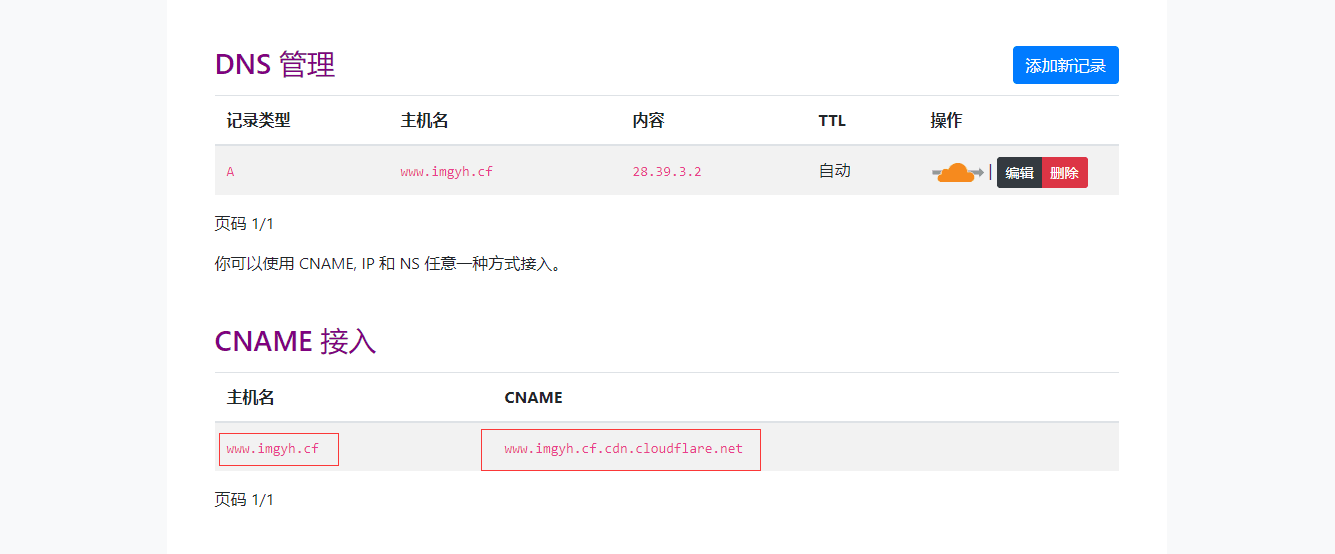 DNS 管理
添加新记录
记录类型 主机名 内容 TTL 操作
A www.imgyh.cf 28.39.3.2 自动 | 编辑 删除
页码 1/1
你可以使用 CNAME, IP 和 NS 任意一种方式接入。
CNAME 接入
主机名 CNAME
www.imgyh.cf www.imgyh.cf.cdn.cloudflare.net
页码 1/1